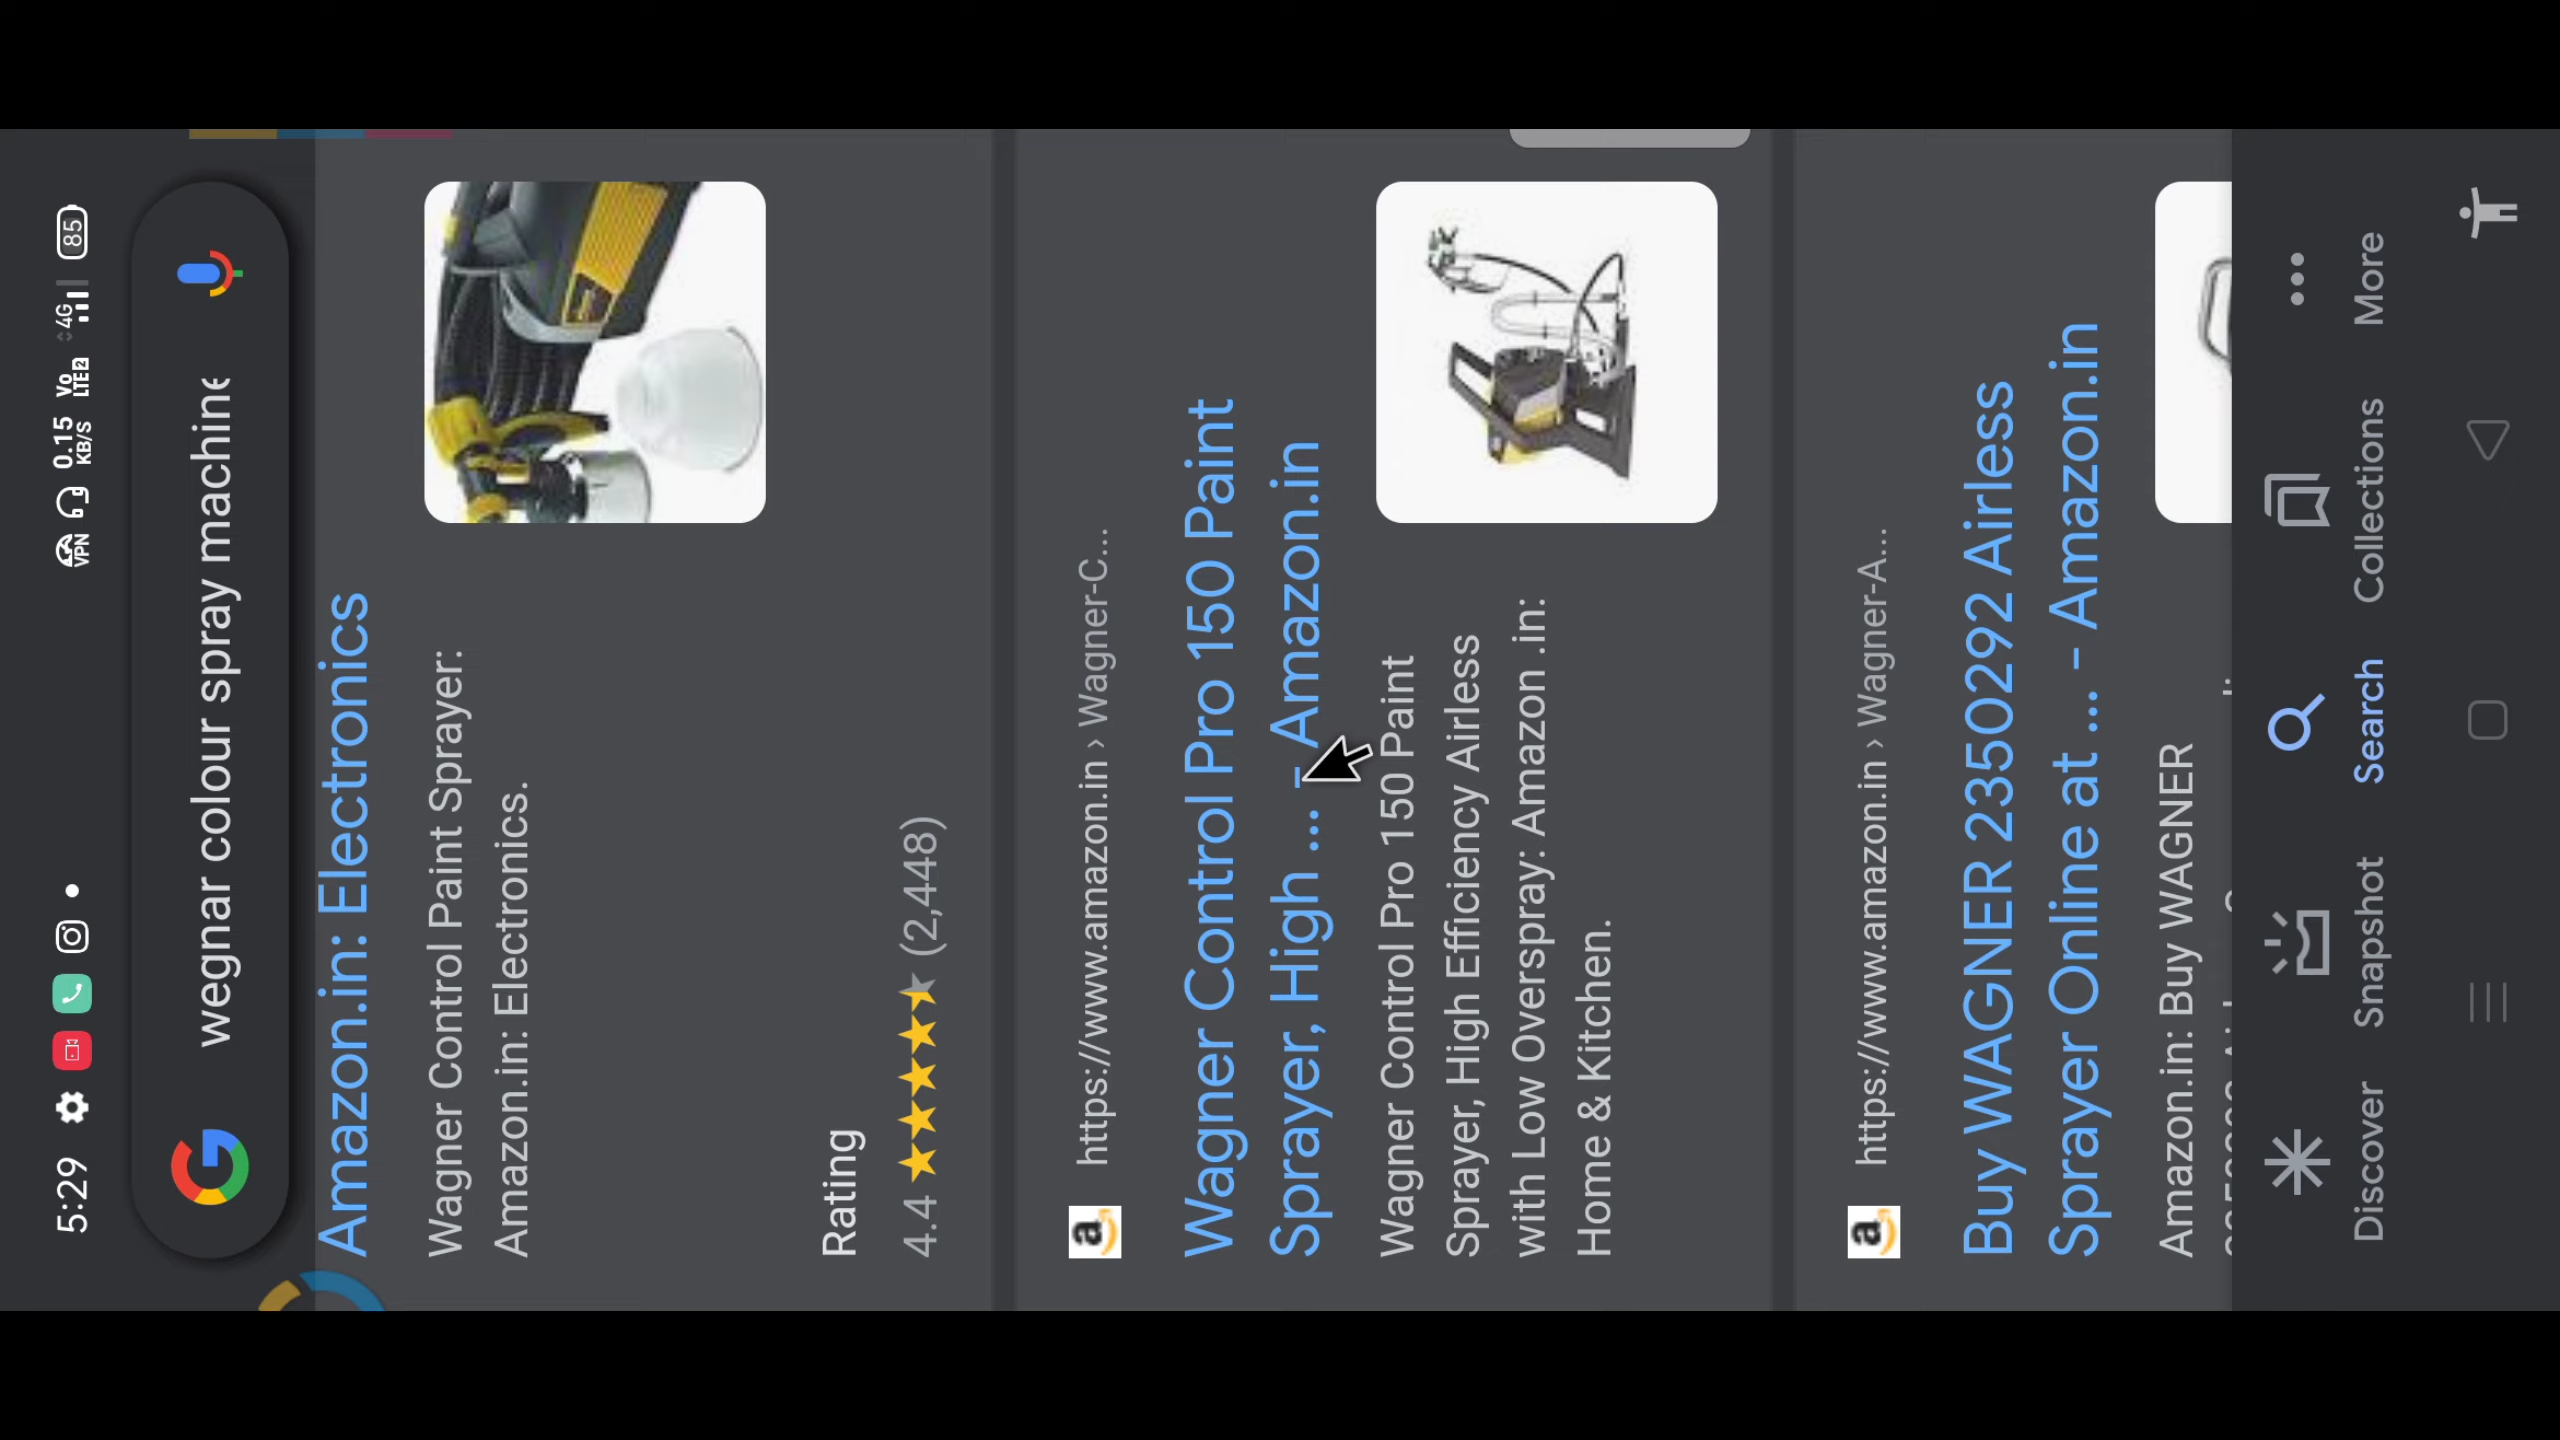 5:29
0.15
KB/S
Vo
LTE2
4G
85
VPN
wegnar colour spray machine
Amazon.in: Electronics
Wagner Control Paint Sprayer:
Amazon.in: Electronics.
Rating
4.4 (2,448)
a
https://www.amazon.in › Wagner-C...
Wagner Control Pro 150 Paint
Sprayer, High ... - Amazon.in
Wagner Control Pro 150 Paint
Sprayer, High Efficiency Airless
with Low Overspray: Amazon .in:
Home & Kitchen.
a
https://www.amazon.in › Wagner-A...
Buy WAGNER 2350292 Airless
Sprayer Online at ... - Amazon.in
Amazon.in: Buy WAGNER
Discover
Snapshot
Search
Collections
More